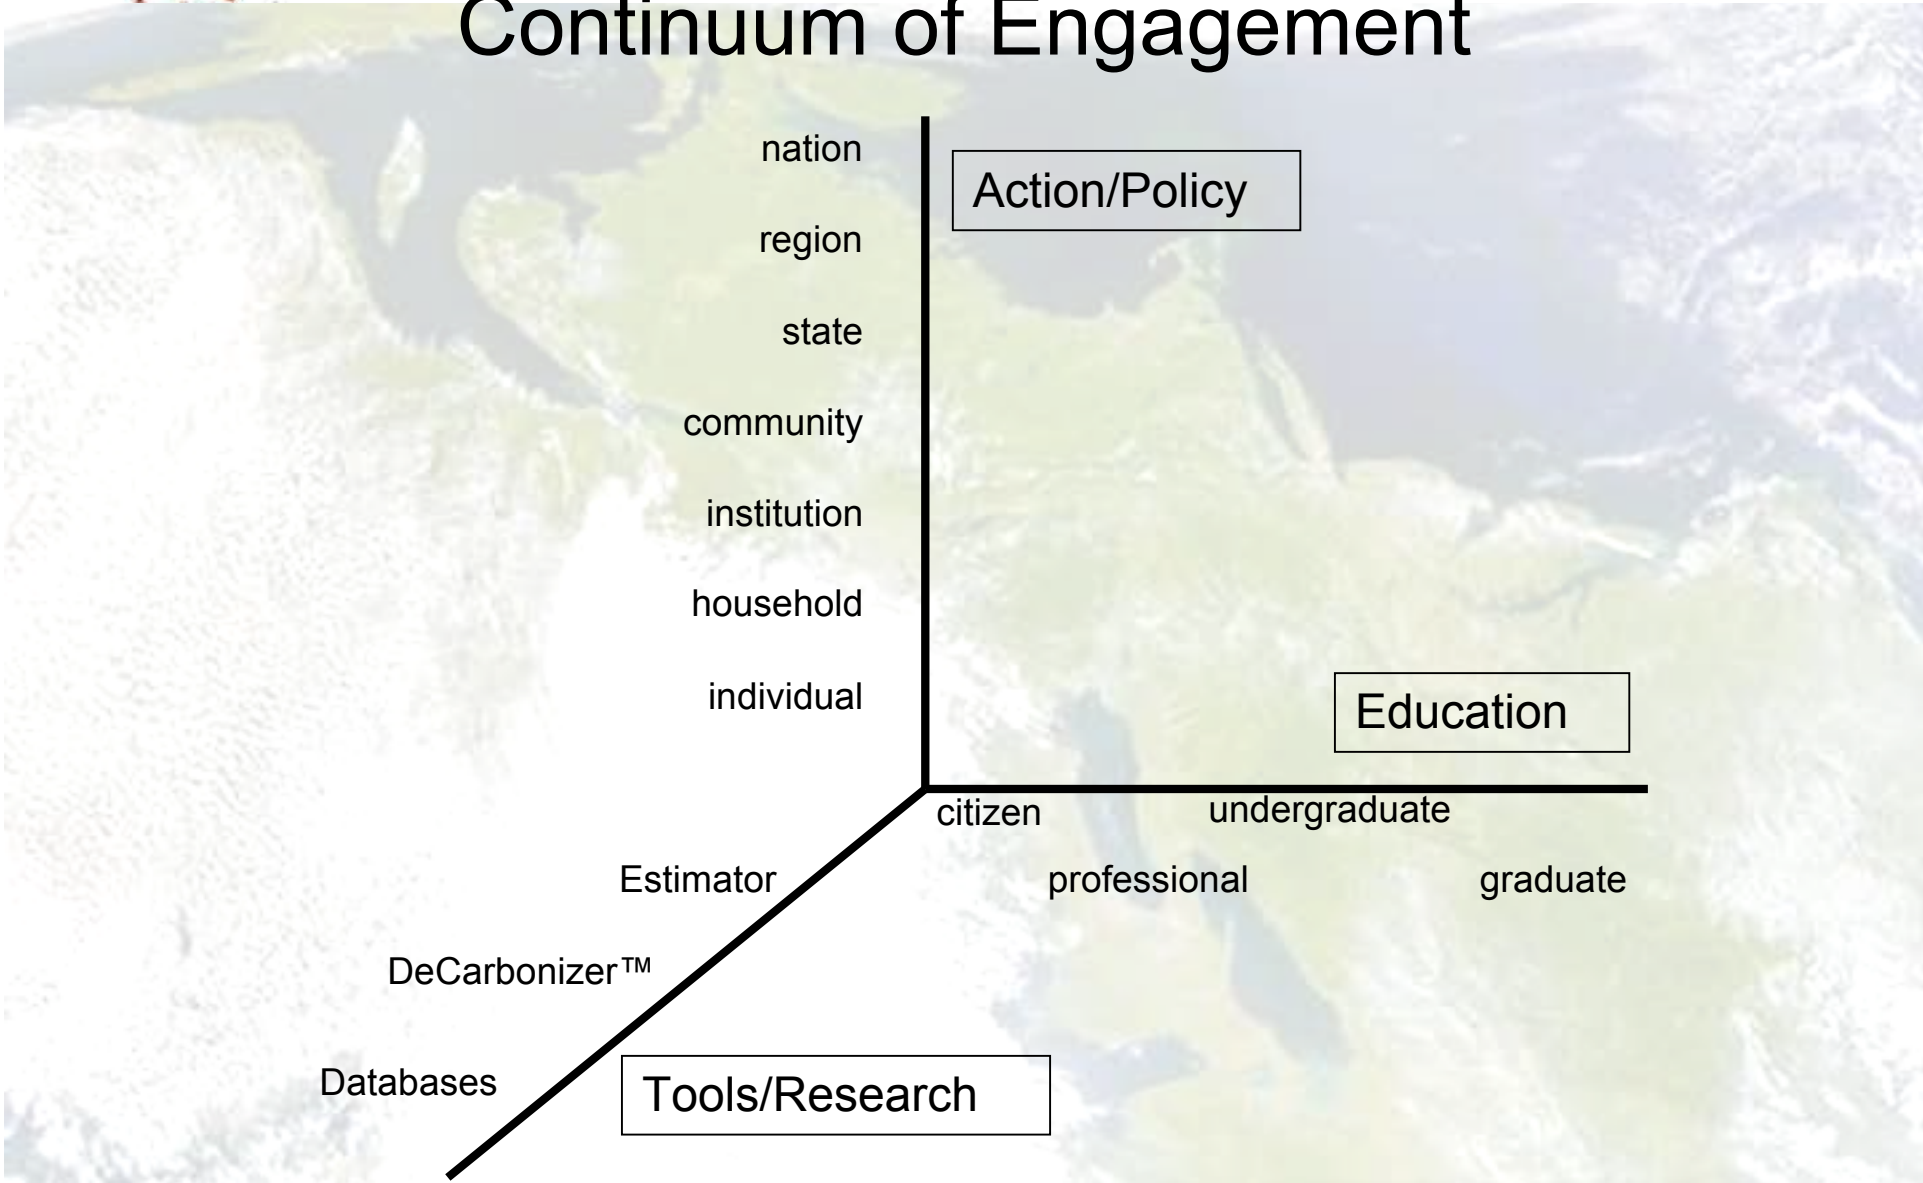 Continuum of Engagement
nation
Action/Policy
region
state
community
institution
household
individual
Education
citizen
undergraduate
Estimator
professional
graduate
DeCarbonizer™
Databases
Tools/Research